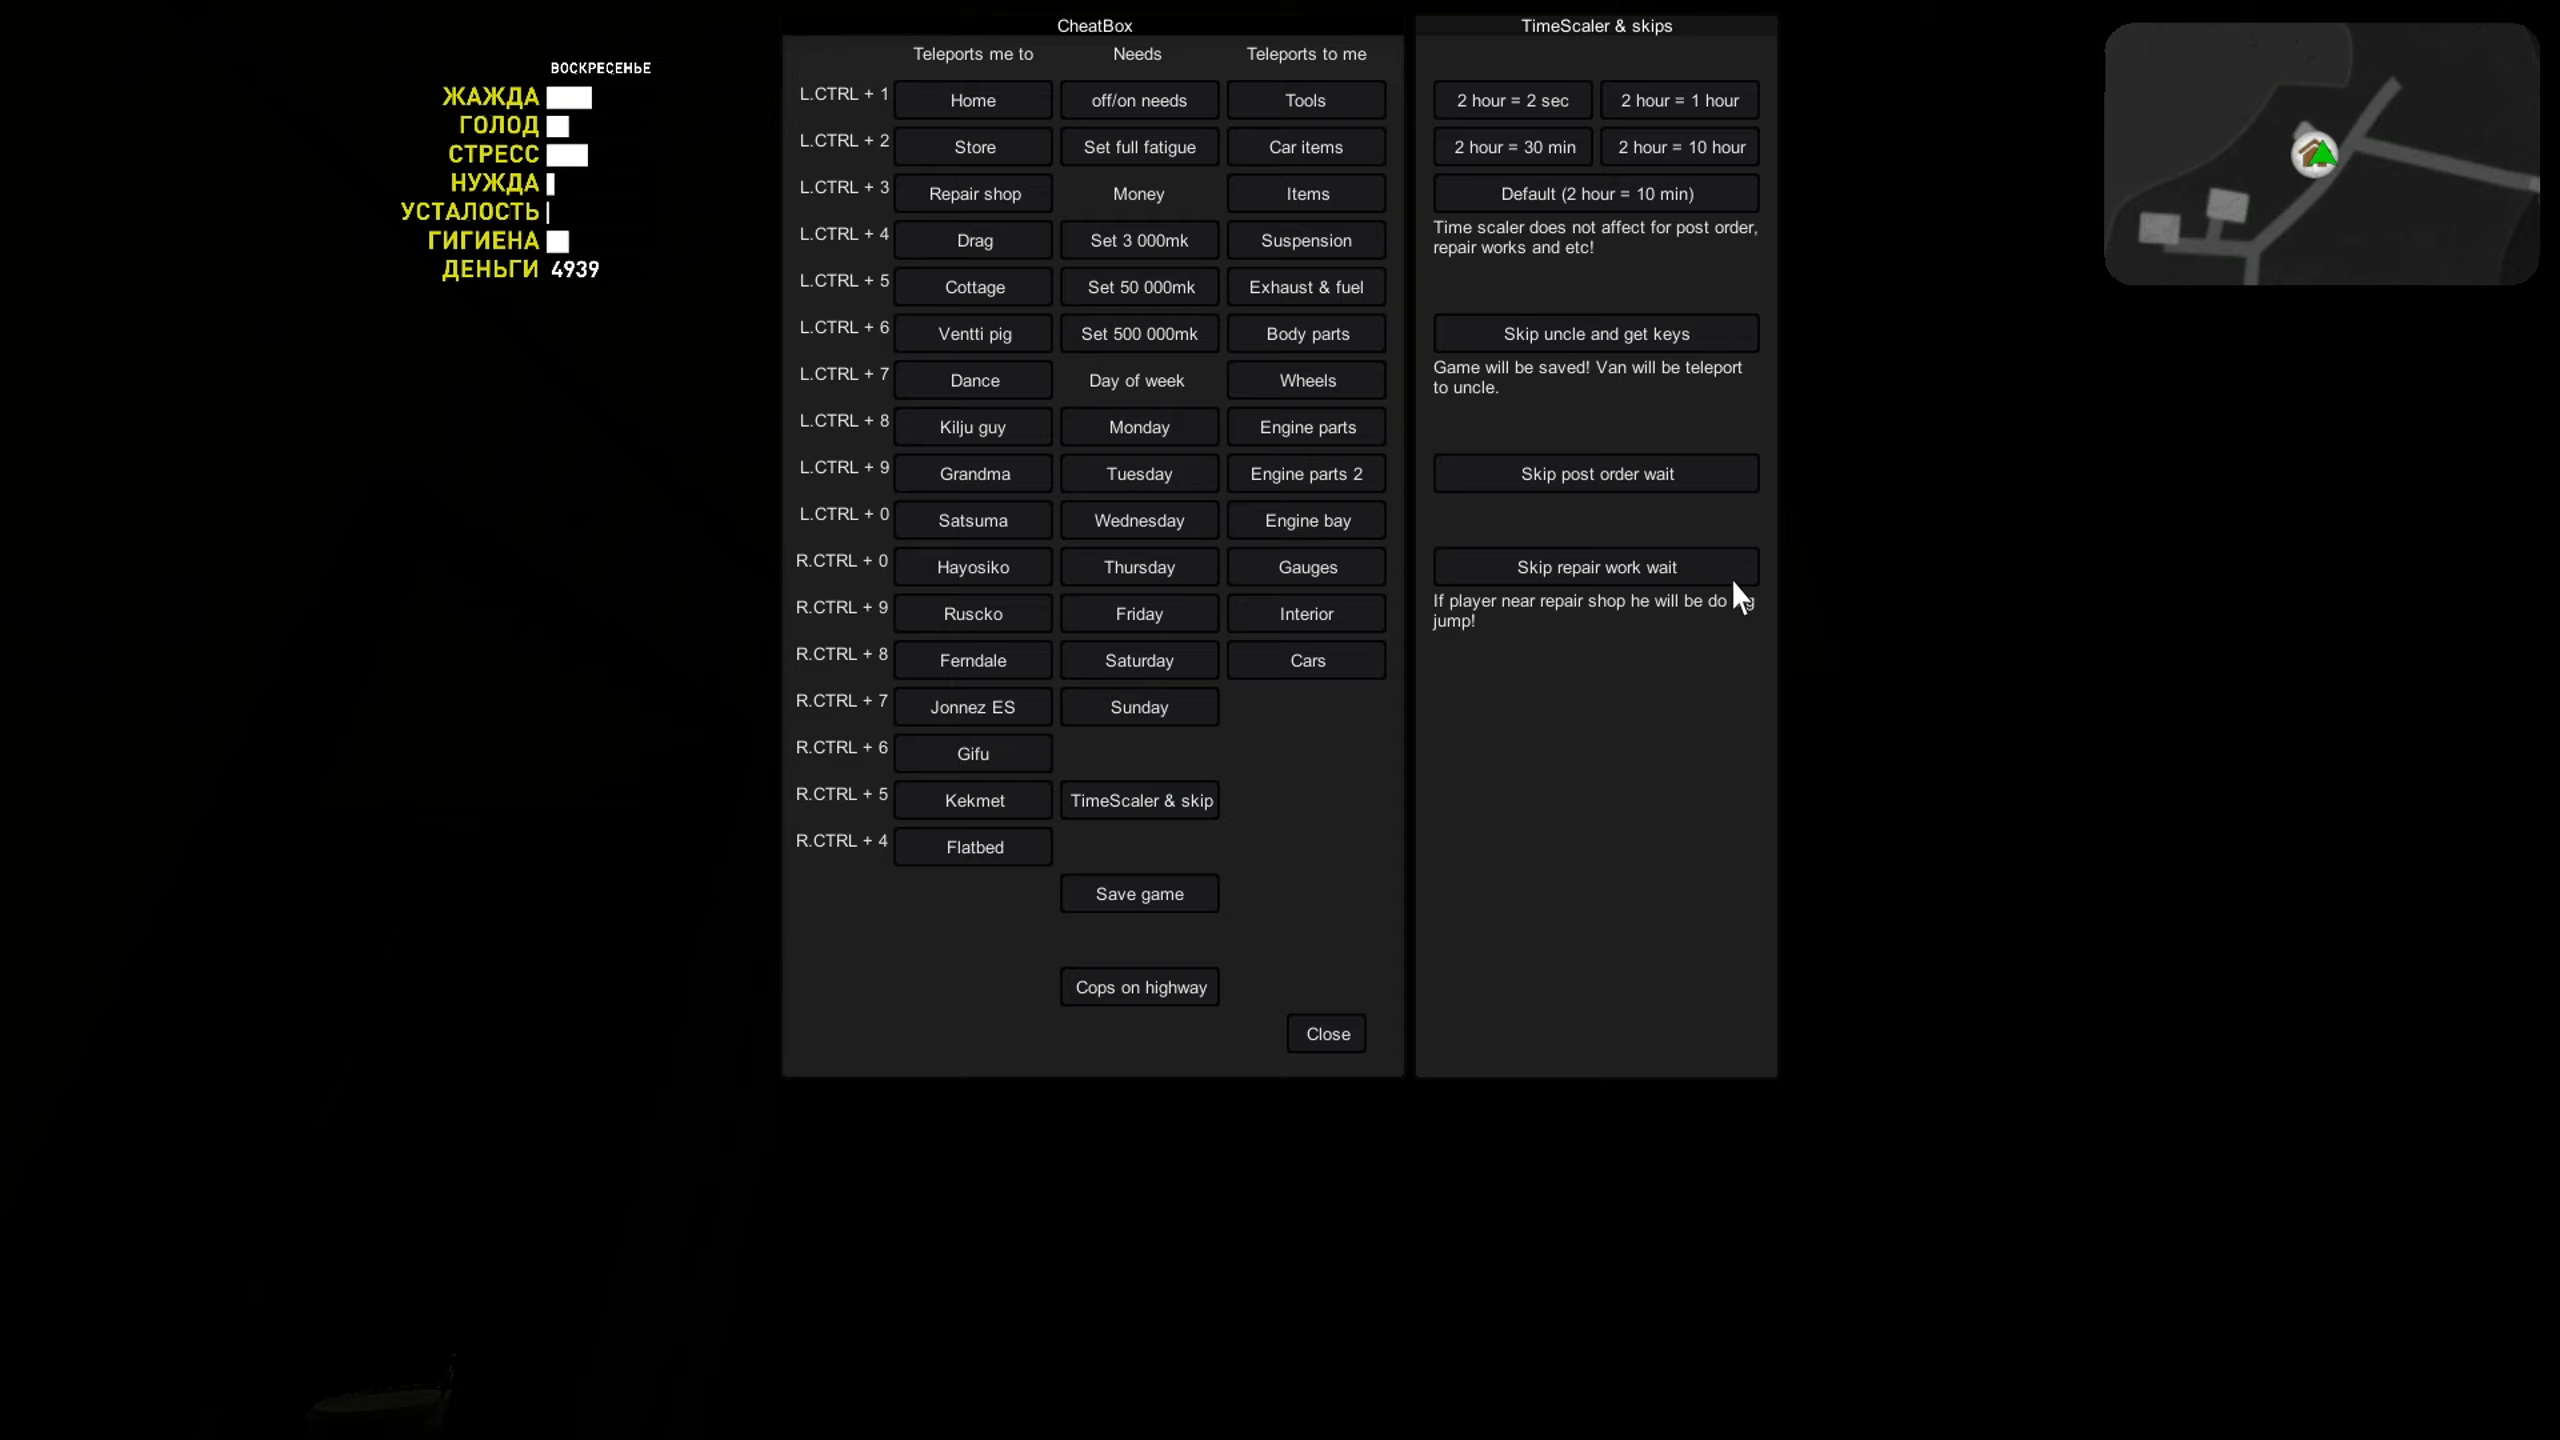 ВОСКРЕСЕНЬЕ
ЖАЖДА
ГОЛОД
СТРЕСС
НУЖДА
УСТАЛОСТЬ
ГИГИЕНА
ДЕНЬГИ 4939
CheatBox
Teleports me to Needs Teleports to me
L.CTRL + 1 Home off/on needs Tools
L.CTRL + 2 Store Set full fatigue Car items
L.CTRL + 3 Repair shop Money Items
L.CTRL + 4 Drag Set 3 000mk Suspension
L.CTRL + 5 Cottage Set 50 000mk Exhaust & fuel
L.CTRL + 6 Ventti pig Set 500 000mk Body parts
L.CTRL + 7 Dance Day of week Wheels
L.CTRL + 8 Kilju guy Monday Engine parts
L.CTRL + 9 Grandma Tuesday Engine parts 2
L.CTRL + 0 Satsuma Wednesday Engine bay
R.CTRL + 0 Hayosiko Thursday Gauges
R.CTRL + 9 Ruscko Friday Interior
R.CTRL + 8 Ferndale Saturday Cars
R.CTRL + 7 Jonnez ES Sunday
R.CTRL + 6 Gifu
R.CTRL + 5 Kekmet TimeScaler & skip
R.CTRL + 4 Flatbed
Save game
Cops on highway
Close
TimeScaler & skips
2 hour = 2 sec 2 hour = 1 hour
2 hour = 30 min 2 hour = 10 hour
Default (2 hour = 10 min)
Time scaler does not affect for post order,
repair works and etc!
Skip uncle and get keys
Game will be saved! Van will be teleport
to uncle.
Skip post order wait
Skip repair work wait
If player near repair shop he will be do
jump!